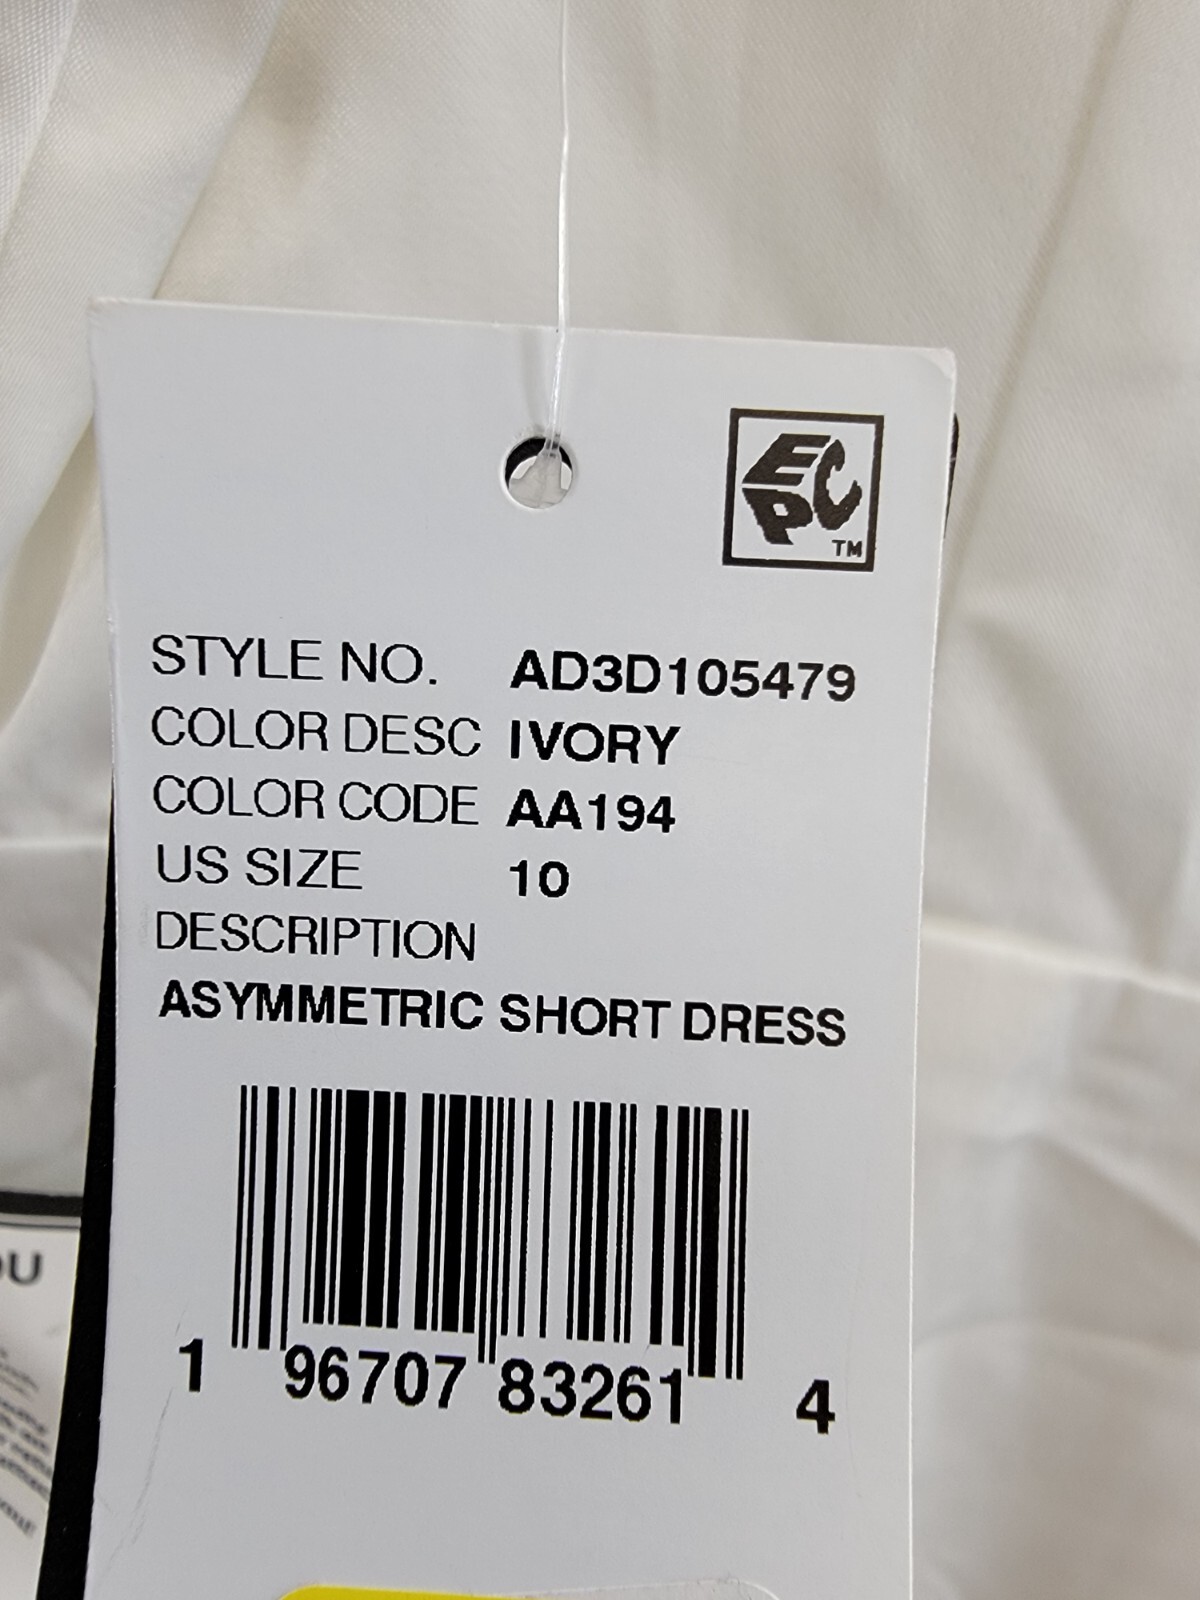 EPC
TM
STYLE NO. AD3D105479
COLOR DESC IVORY
COLOR CODE AA194
US SIZE 10
DESCRIPTION
ASYMMETRIC SHORT DRESS
1 96707 83261 4
OU